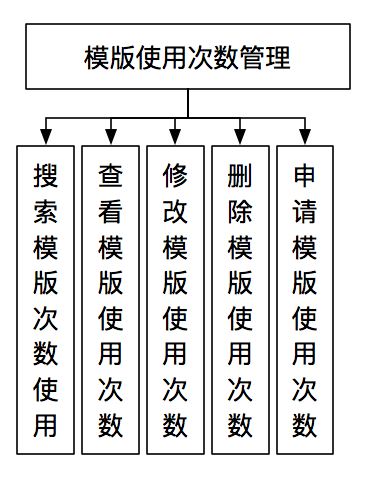 模版使用次数管理
搜索模版次数使用
查看模版使用次数
修改模版使用次数
删除模版使用次数
申请模版使用次数